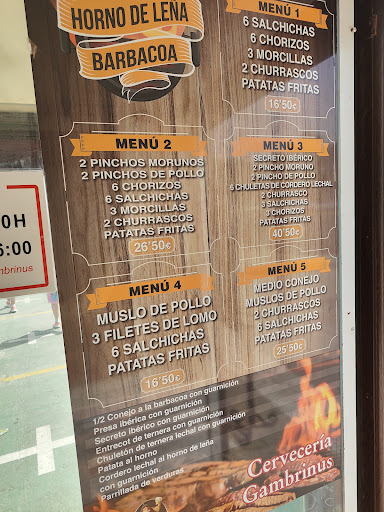 HORNO DE LEÑA
BARBACOA
MENÚ 1
6 SALCHICHAS
6 CHORIZOS
3 MORCILLAS
2 CHURRASCOS
PATATAS FRITAS
16'50€
MENÚ 2
2 PINCHOS MORUNOS
2 PINCHOS DE POLLO
6 CHORIZOS
6 SALCHICHAS
3 MORCILLAS
2 CHURRASCOS
PATATAS FRITAS
26'50€
MENÚ 3
SECRETO IBÉRICO
2 PINCHO MORUNO
2 PINCHO DE POLLO
6 CHULETAS DE CORDERO LECHAL
2 CHURRASCO
3 SALCHICHAS
3 CHORIZOS
PATATAS FRITAS
40'50€
0H
6:00
mbrinus
MENÚ 4
MUSLO DE POLLO
3 FILETES DE LOMO
6 SALCHICHAS
PATATAS FRITAS
16'50€
MENÚ 5
MEDIO CONEJO
MUSLOS DE POLLO
2 CHURRASCOS
6 SALCHICHAS
PATATAS FRITAS
25'50€
1/2 Conejo a la barbacoa con guarnición
Presa ibérica con guarnición
Secreto ibérico con guarnición
Entrecot de ternera con guarnición
Chuletón de ternera lechal con guarnición
Patata al horno
Cordero lechal al horno de leña
con guarnición
Parrillada de verduras
Cervecería
Gambrinus